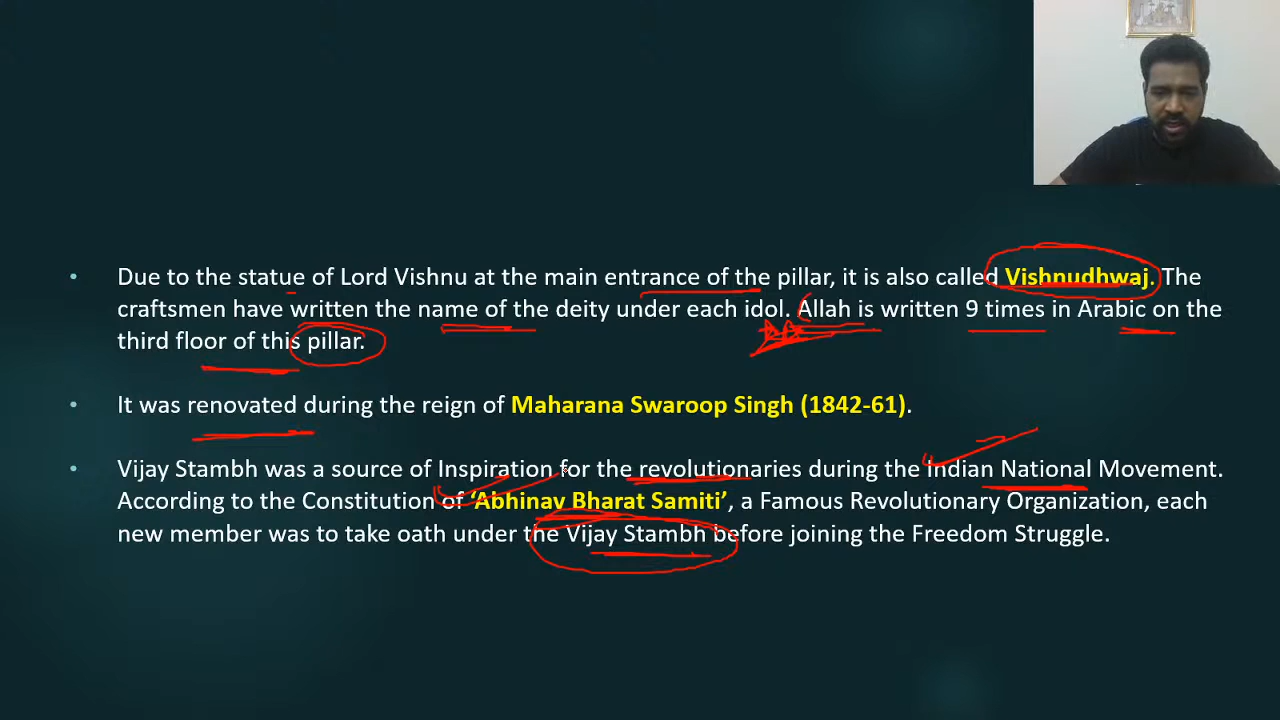 Due to the statue of Lord Vishnu at the main entrance of the pillar, it is also called Vishnudhwaj. The
craftsmen have written the name of the deity under each idol. Allah is written 9 times in Arabic on the
third floor of this pillar.
It was renovated during the reign of Maharana Swaroop Singh (1842-61).
Vijay Stambh was a source of Inspiration for the revolutionaries during the Indian National Movement.
According to the Constitution of ‘Abhinav Bharat Samiti’, a Famous Revolutionary Organization, each
new member was to take oath under the Vijay Stambh before joining the Freedom Struggle.